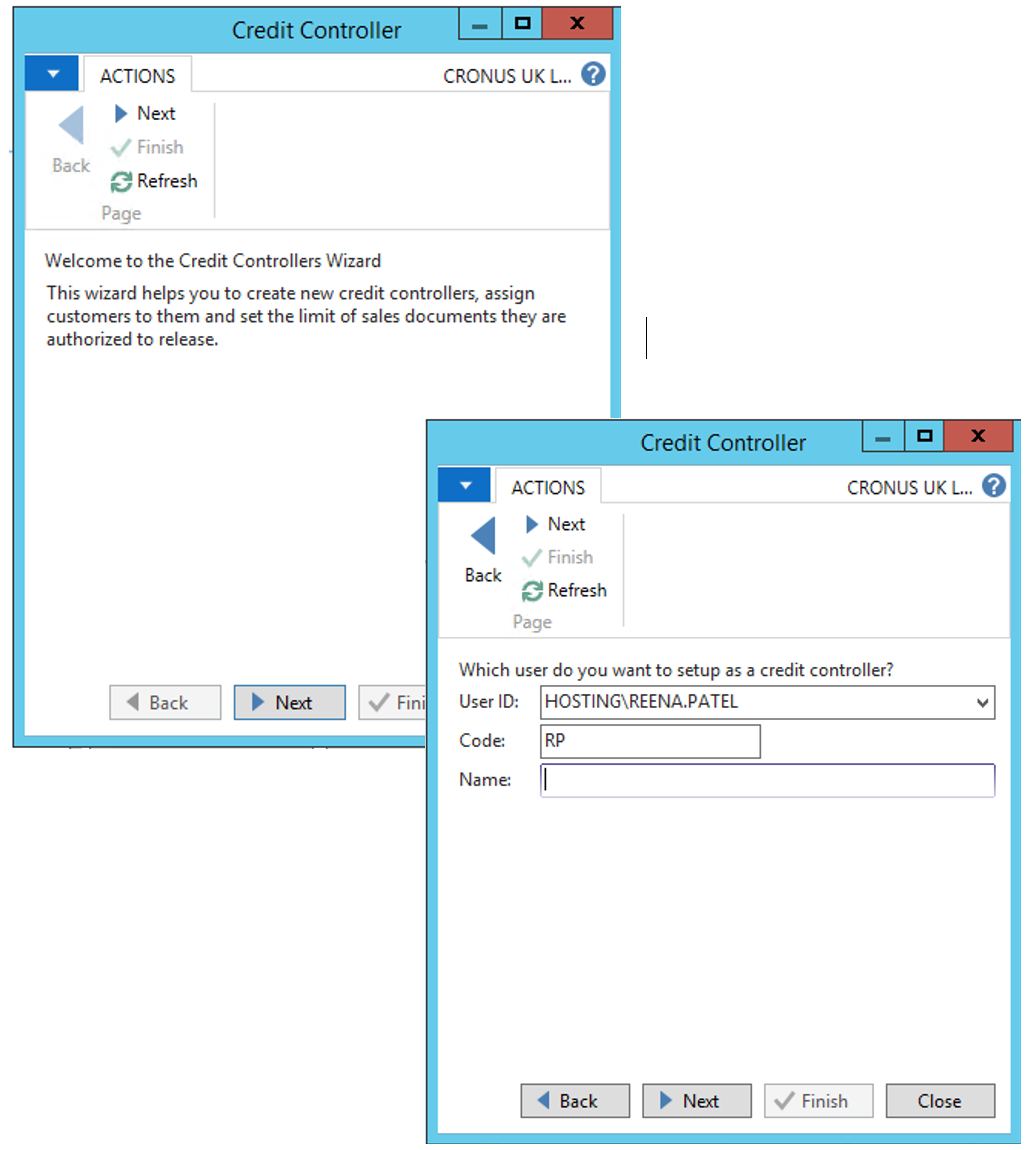 Credit Controller
ACTIONS
CRONUS UK L...
Next
Finish
Back
Refresh
Page
Welcome to the Credit Controllers Wizard
This wizard helps you to create new credit controllers, assign
customers to them and set the limit of sales documents they are
authorized to release.
Back
Next
Fini
Credit Controller
ACTIONS
CRONUS UK L...
Next
Finish
Back
Refresh
Page
Which user do you want to setup as a credit controller?
User ID: HOSTING\REENA.PATEL
Code: RP
Name:
Back
Next
Finish
Close